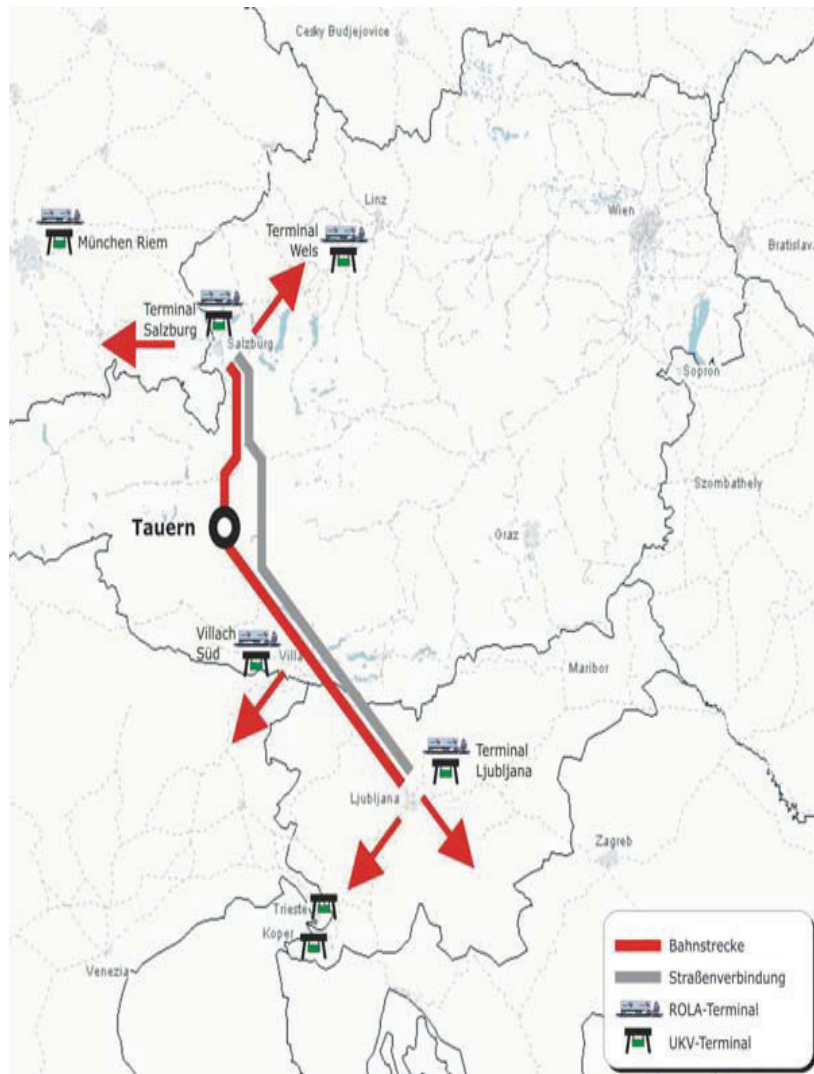 Cesky Budjejovice
Linz
Wien
Bratislava
München Riem
Terminal
Wels
Terminal
Salzburg
Salzburg
Sopron
Szombathely
Tauern
Graz
Villach
Süd
Villa
Maribor
Terminal
Ljubljana
Ljubljana
Zagreb
Trieste
Koper
Venezia
Bahnstrecke
Straßenverbindung
ROLA-Terminal
UKV-Terminal